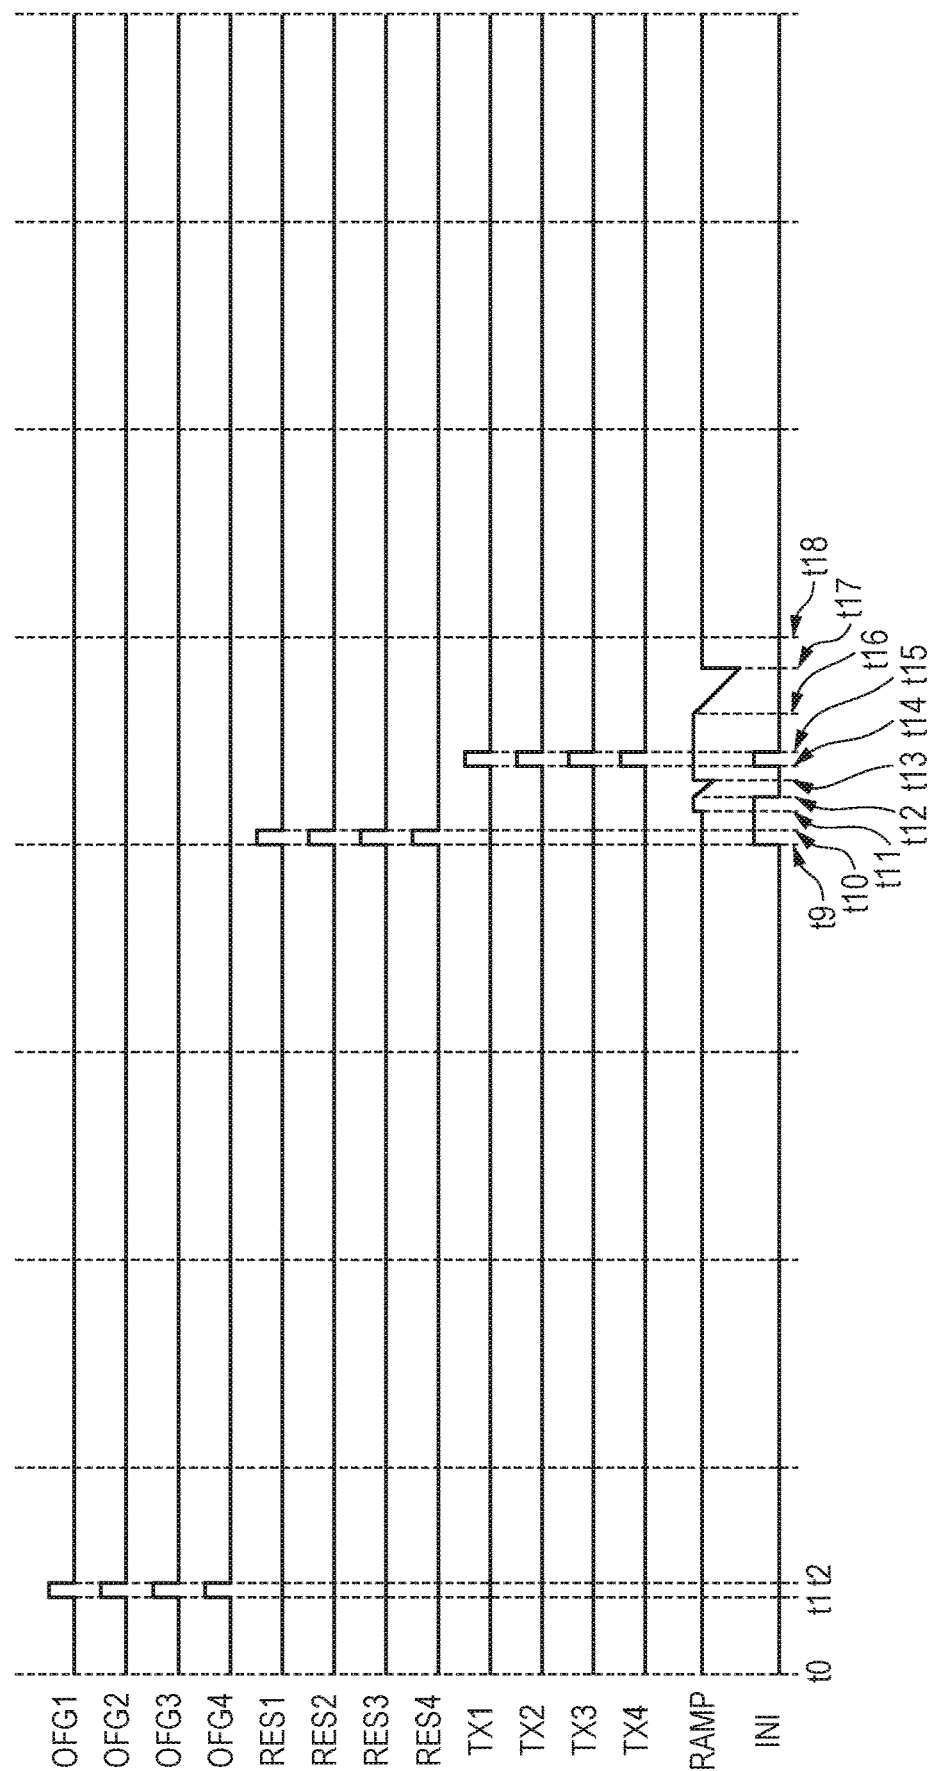 OFG1
OFG2
OFG3
OFG4
RES1
RES2
RES3
RES4
TX1
TX2
TX3
TX4
RAMP
INI
t0
t1
t2
t9
t10
t11
t12
t13
t14
t15
t16
t17
t18